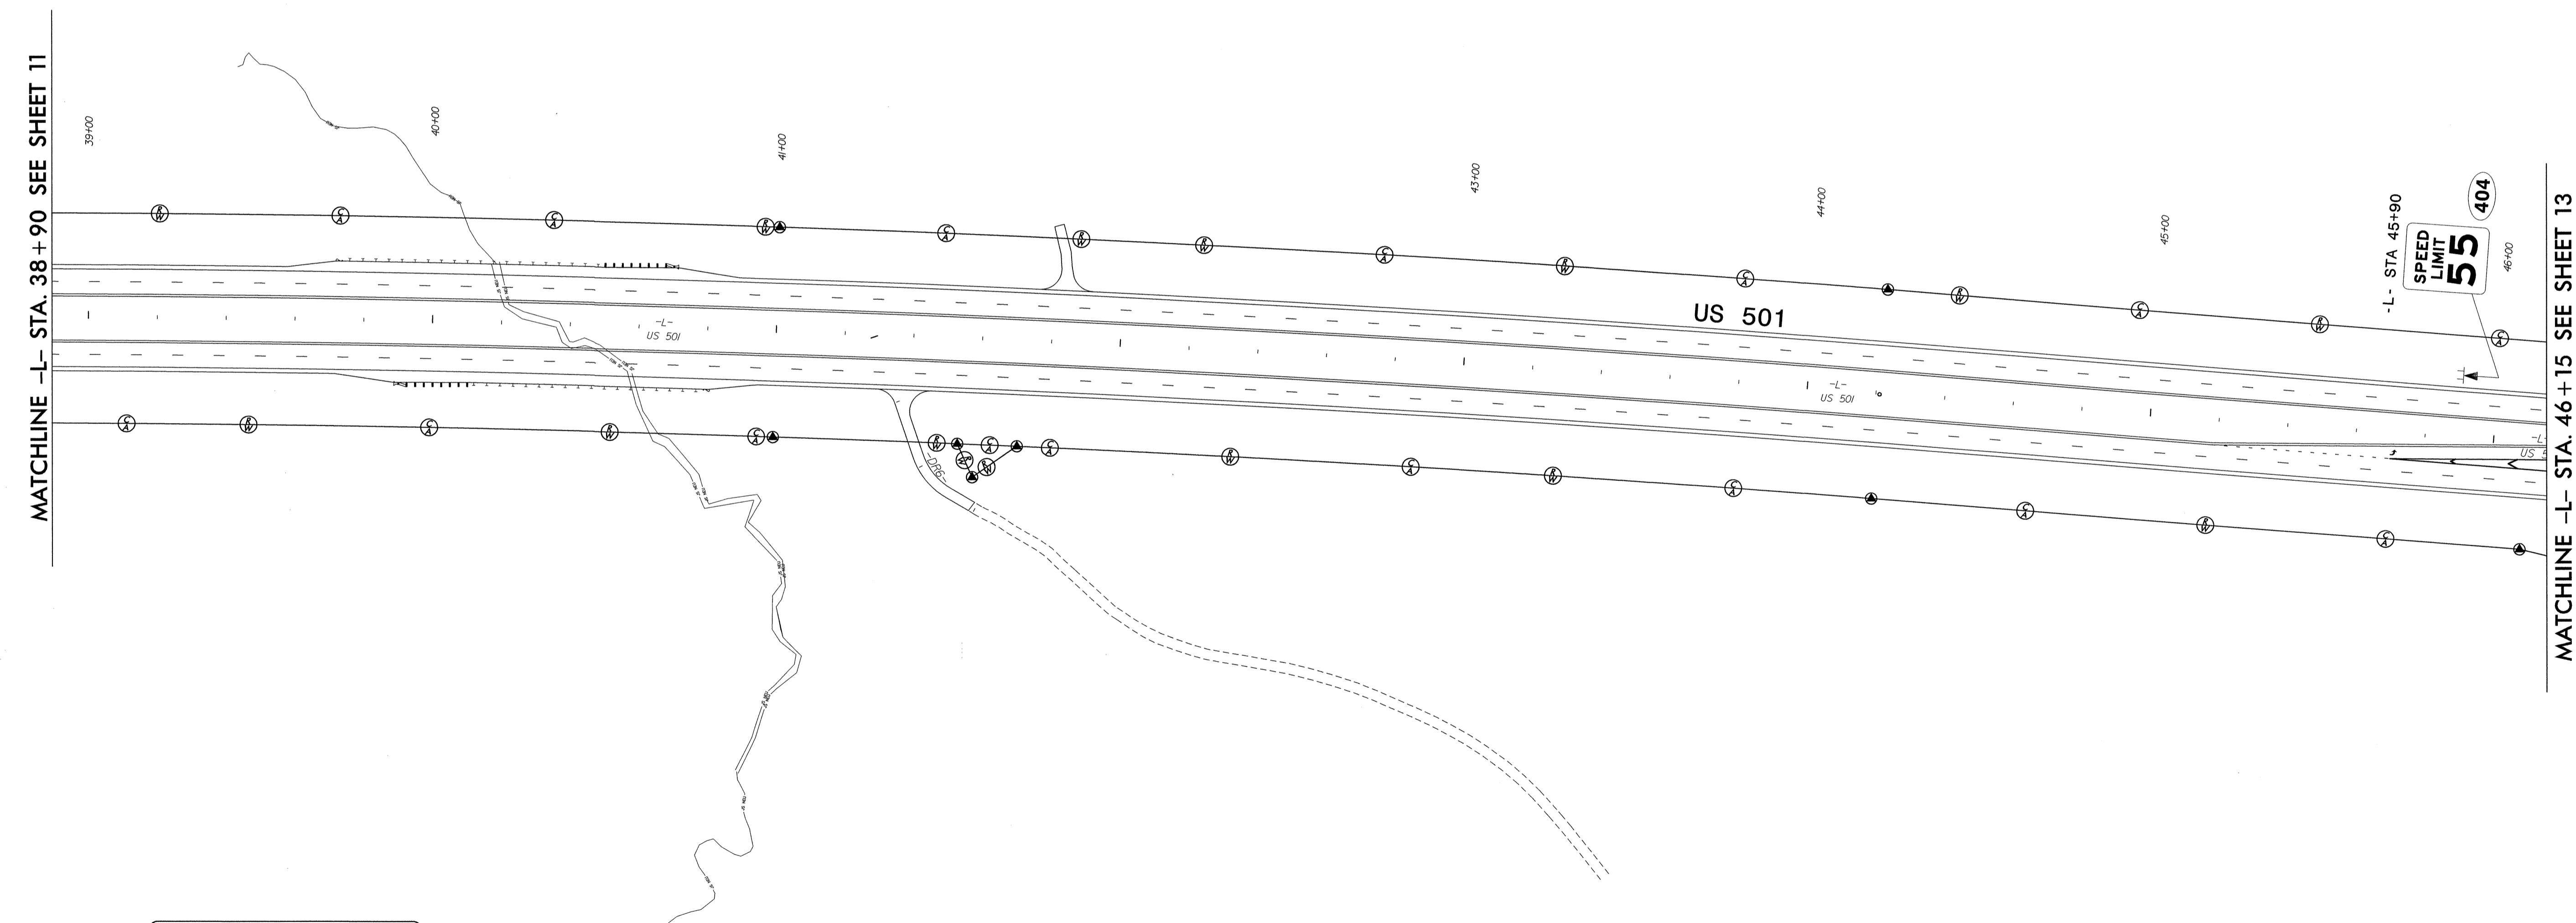 MATCHLINE -L- STA. 38+90 SEE SHEET 11
39+00
40+00
41+00
43+00
44+00
45+00
46+00
-L- STA 45+90
SPEED
LIMIT
55
404
US 501
-L-
US 501
-L-
US 501
-L-
US
-DR6-
MATCHLINE -L- STA. 46+15 SEE SHEET 13